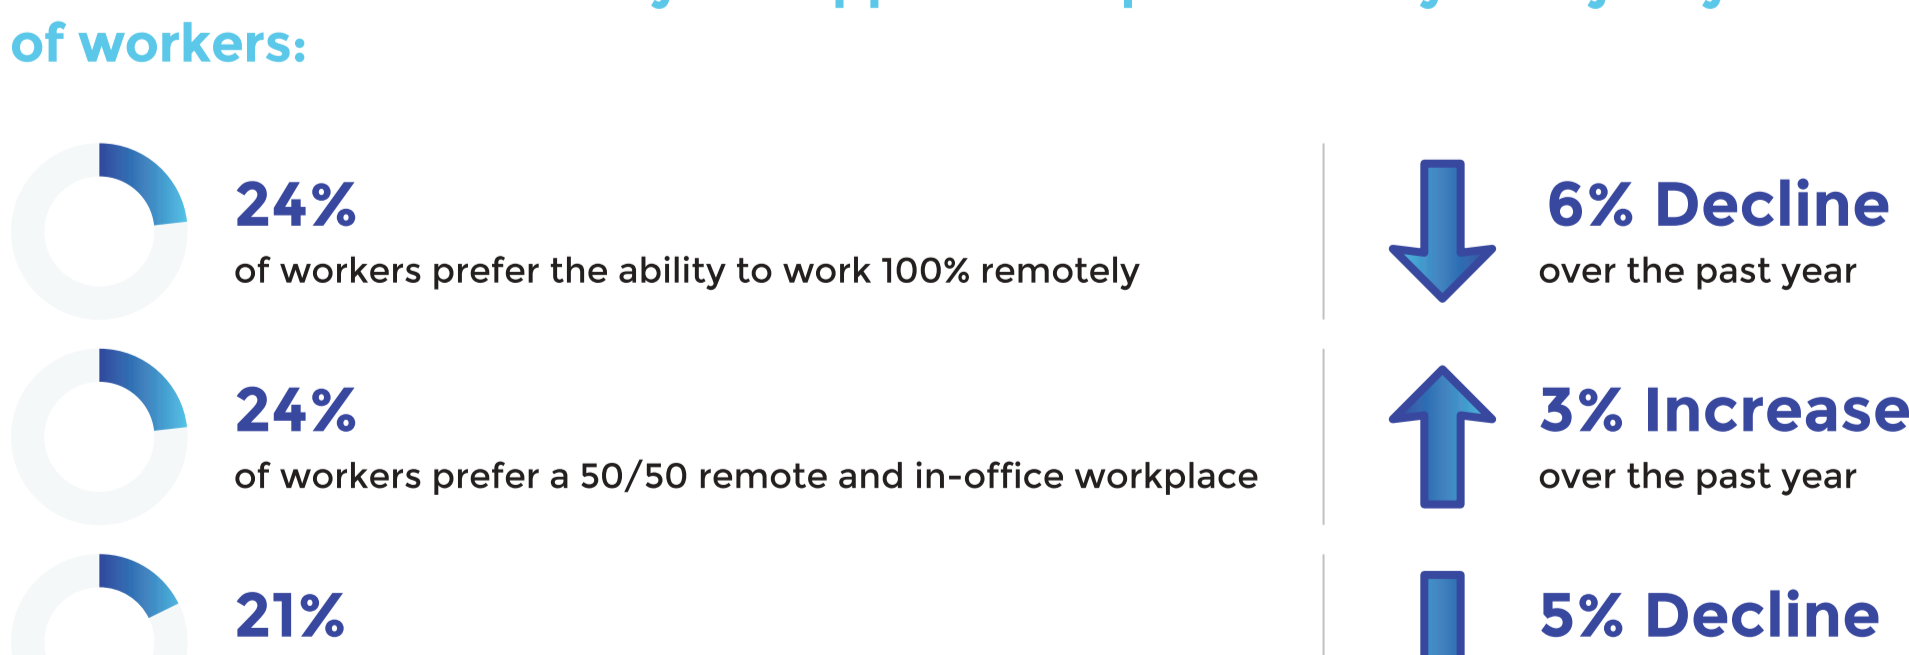 of workers:
24%
of workers prefer the ability to work 100% remotely
6% Decline
over the past year
24%
of workers prefer a 50/50 remote and in-office workplace
3% Increase
over the past year
21%
5% Decline